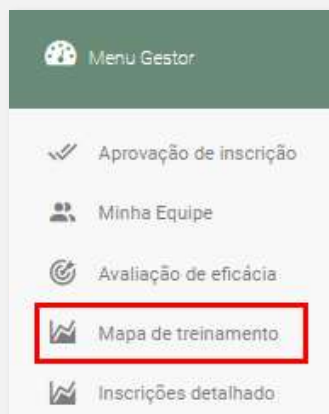 Menu Gestor
Aprovação de inscrição
Minha Equipe
Avaliação de eficácia
Mapa de treinamento
Inscrições detalhado